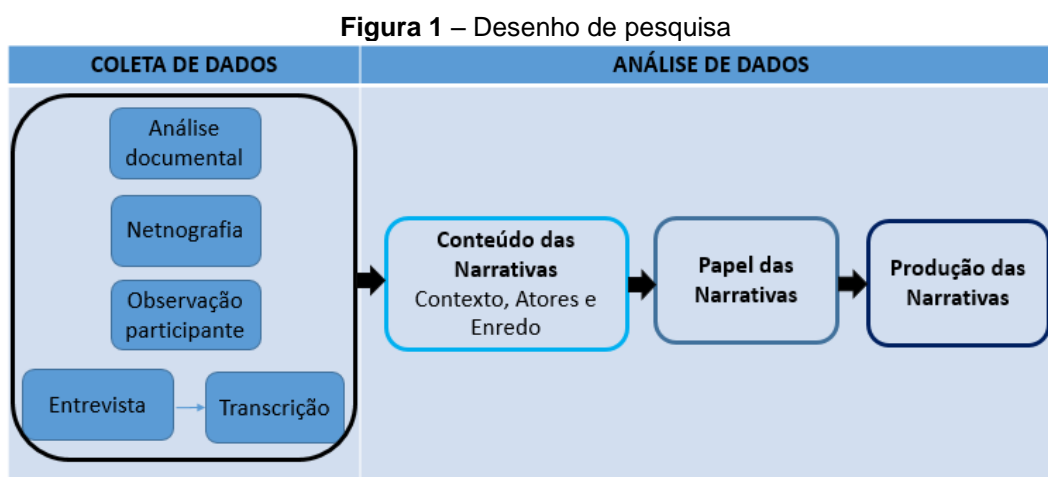 Figura 1 – Desenho de pesquisa
COLETA DE DADOS
ANÁLISE DE DADOS
Análise
documental
Netnografia
Observação
participante
Entrevista
Transcrição
Conteúdo das
Narrativas
Contexto, Atores e
Enredo
Papel das
Narrativas
Produção das
Narrativas